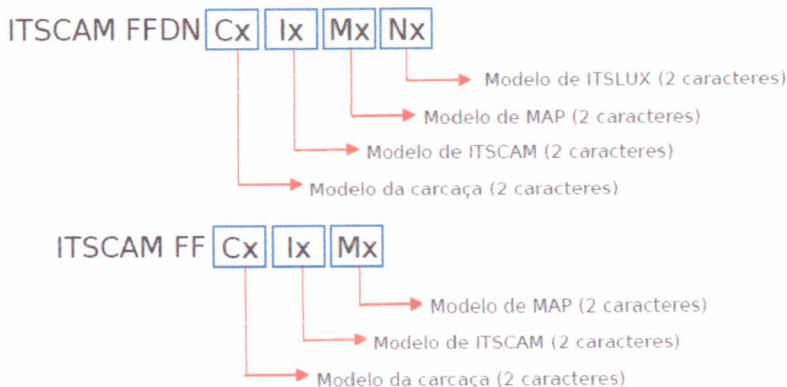 ITSCAM FFDN Cx Ix Mx Nx
Modelo de ITSLUX (2 caracteres)
Modelo de MAP (2 caracteres)
Modelo de ITSCAM (2 caracteres)
Modelo da carcaça (2 caracteres)
ITSCAM FF Cx Ix Mx
Modelo de MAP (2 caracteres)
Modelo de ITSCAM (2 caracteres)
Modelo da carcaça (2 caracteres)